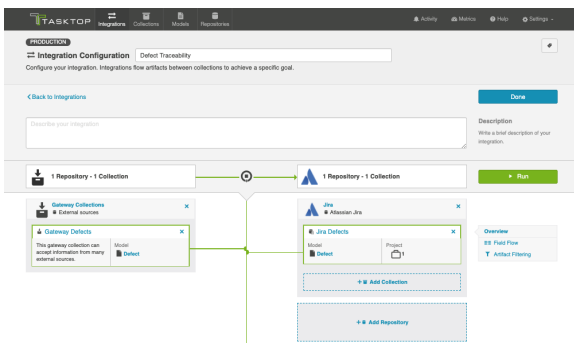 TASKTOP
Integrations
Collections
Models
Repositories
Activity
Metrics
Help
Settings
PRODUCTION
Integration Configuration
Defect Traceability
Configure your integration. Integrations flow artifacts between collections to achieve a specific goal.
Back to Integrations
Done
Describe your integration
Description
Write a brief description of your
integration.
1 Repository - 1 Collection
1 Repository - 1 Collection
Run
Gateway Collections
External sources
Gateway Defects
This gateway collection can
accept information from many
external sources.
Model
Defect
Jira
Atlassian Jira
Jira Defects
Model
Defect
Project
1
+ Add Collection
+ Add Repository
Overview
Field Flow
Artifact Filtering